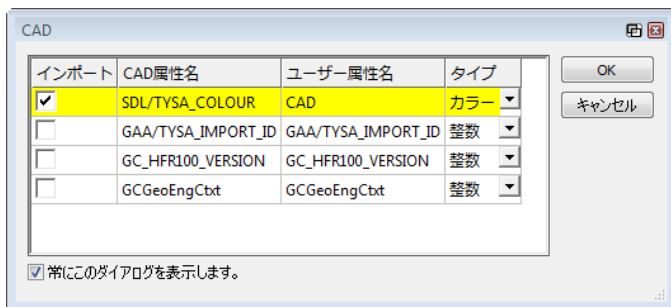 CAD
インポート CAD属性名 ユーザー属性名 タイプ
SDL/TYSA_COLOUR CAD カラー
GAA/TYSA_IMPORT_ID GAA/TYSA_IMPORT_ID 整数
GC_HFR100_VERSION GC_HFR100_VERSION 整数
GCGeoEngCtxt GCGeoEngCtxt 整数
OK
キャンセル
常にこのダイアログを表示します。